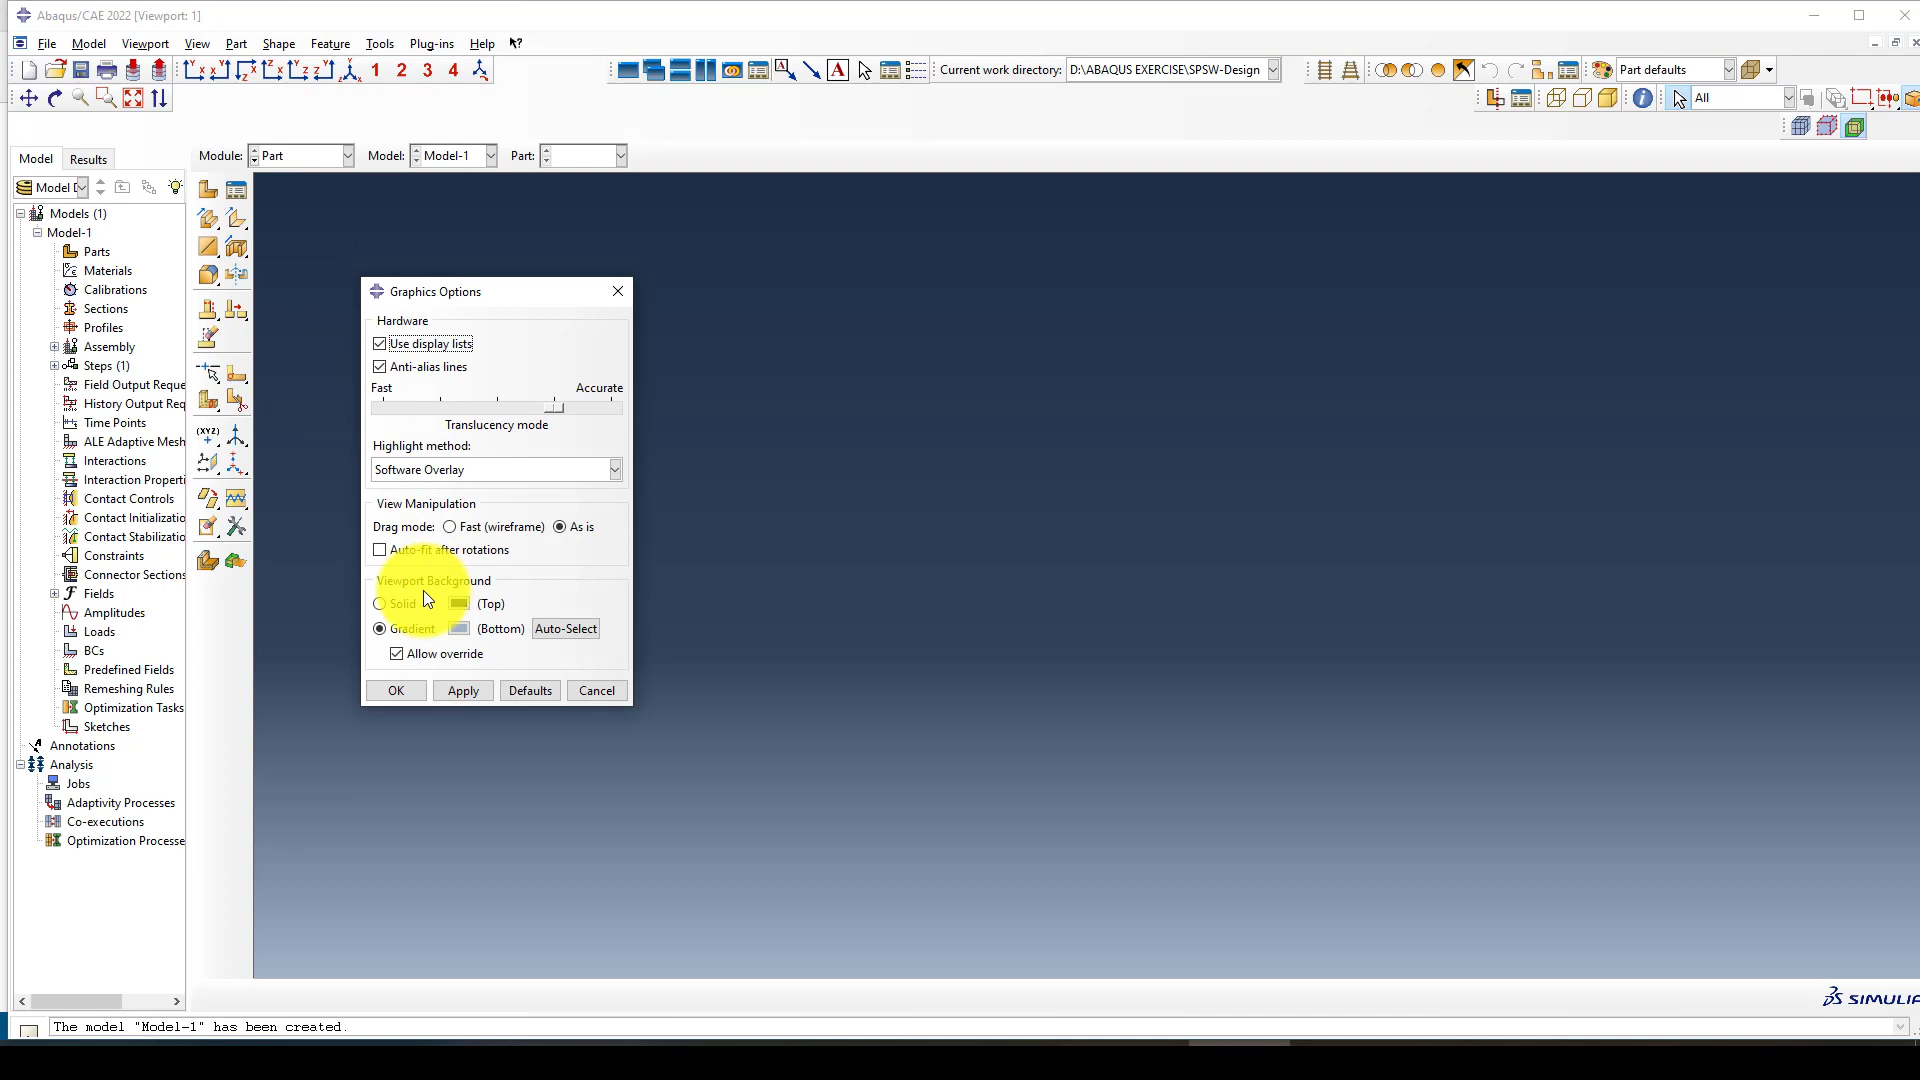 Abaqus/CAE 2022 [Viewport: 1]
File Model Viewport View Part Shape Feature Tools Plug-ins Help
1 2 3 4
Current work directory: D:\ABAQUS EXERCISE\SPSW-Design
Part defaults
All
Model Results
Module: Part Model: Model-1 Part:
Model D
Models (1)
Model-1
Parts
Materials
Calibrations
Sections
Profiles
Assembly
Steps (1)
Field Output Reque
History Output Req
Time Points
ALE Adaptive Mesh
Interactions
Interaction Properti
Contact Controls
Contact Initializatio
Contact Stabilizatio
Constraints
Connector Sections
Fields
Amplitudes
Loads
BCs
Predefined Fields
Remeshing Rules
Optimization Tasks
Sketches
Annotations
Analysis
Jobs
Adaptivity Processes
Co-executions
Optimization Processe
(XYZ)
Graphics Options
Hardware
Use display lists
Anti-alias lines
Fast Accurate
Translucency mode
Highlight method:
Software Overlay
View Manipulation
Drag mode: Fast (wireframe) As is
Auto-fit after rotations
Viewport Background
Solid (Top)
Gradient (Bottom) Auto-Select
Allow override
OK Apply Defaults Cancel
SIMULIA
The model "Model-1" has been created.